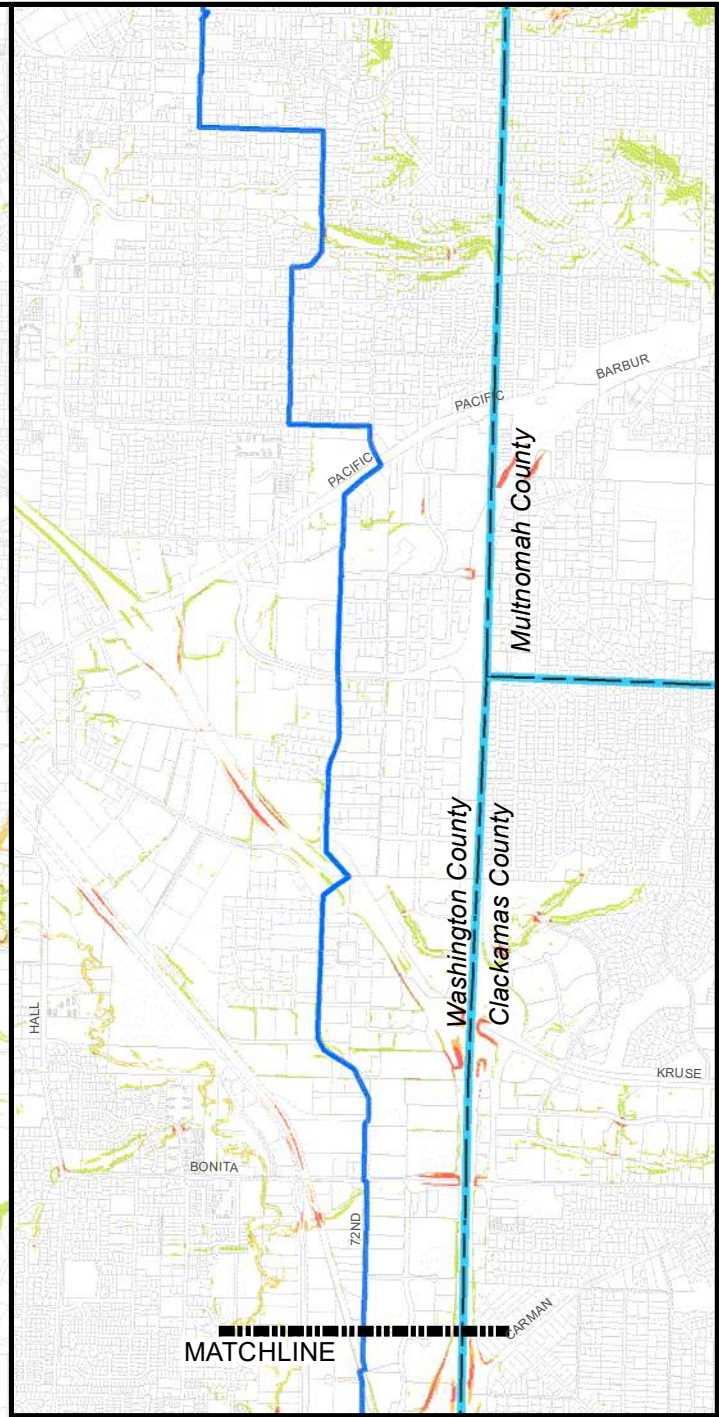 BARBUR
PACIFIC
PACIFIC
Multnomah County
Washington County
Clackamas County
HALL
KRUSE
BONITA
72ND
CARMAN
MATCHLINE